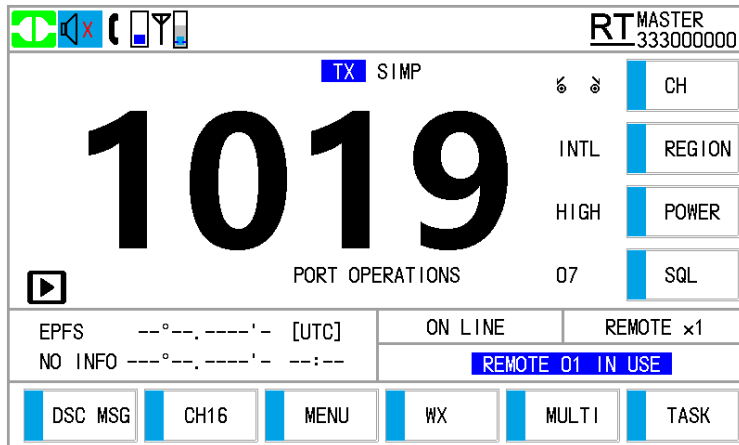 RT MASTER
333000000
TX SIMP
CH
1019
INTL REGION
HIGH POWER
PORT OPERATIONS 07 SQL
EPFS --°--.----'- [UTC] ON LINE REMOTE x1
NO INFO ---°--.----'- --:-- REMOTE 01 IN USE
DSC MSG CH16 MENU WX MULTI TASK